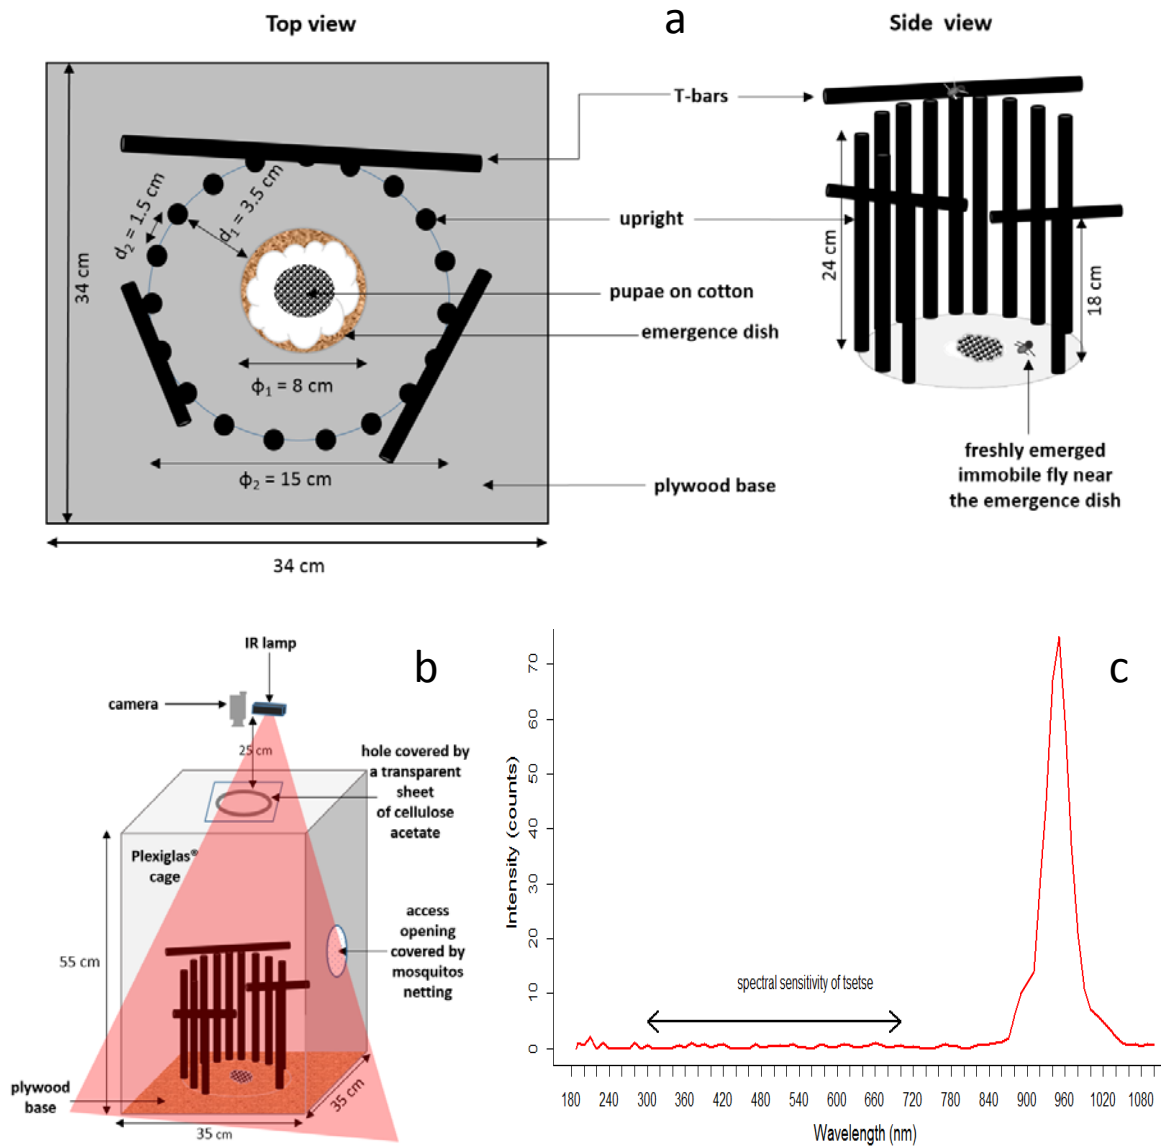 Top view
a
Side view
T-bars
d₂ = 1.5 cm
d₁ = 3.5 cm
upright
34 cm
24 cm
18 cm
pupae on cotton
emergence dish
ϕ₁ = 8 cm
ϕ₂ = 15 cm
plywood base
freshly emerged
immobile fly near
the emergence dish
34 cm
IR lamp
b
camera
25 cm
hole covered by
a transparent
sheet
of cellulose
acetate
Plexiglas®
cage
access
opening
covered by
mosquitos
netting
55 cm
plywood
base
35 cm
35 cm
c
Intensity (counts)
70
60
50
40
30
20
10
0
spectral sensitivity of tsetse
180 240 300 360 420 480 540 600 660 720 780 840 900 960 1020 1080
Wavelength (nm)